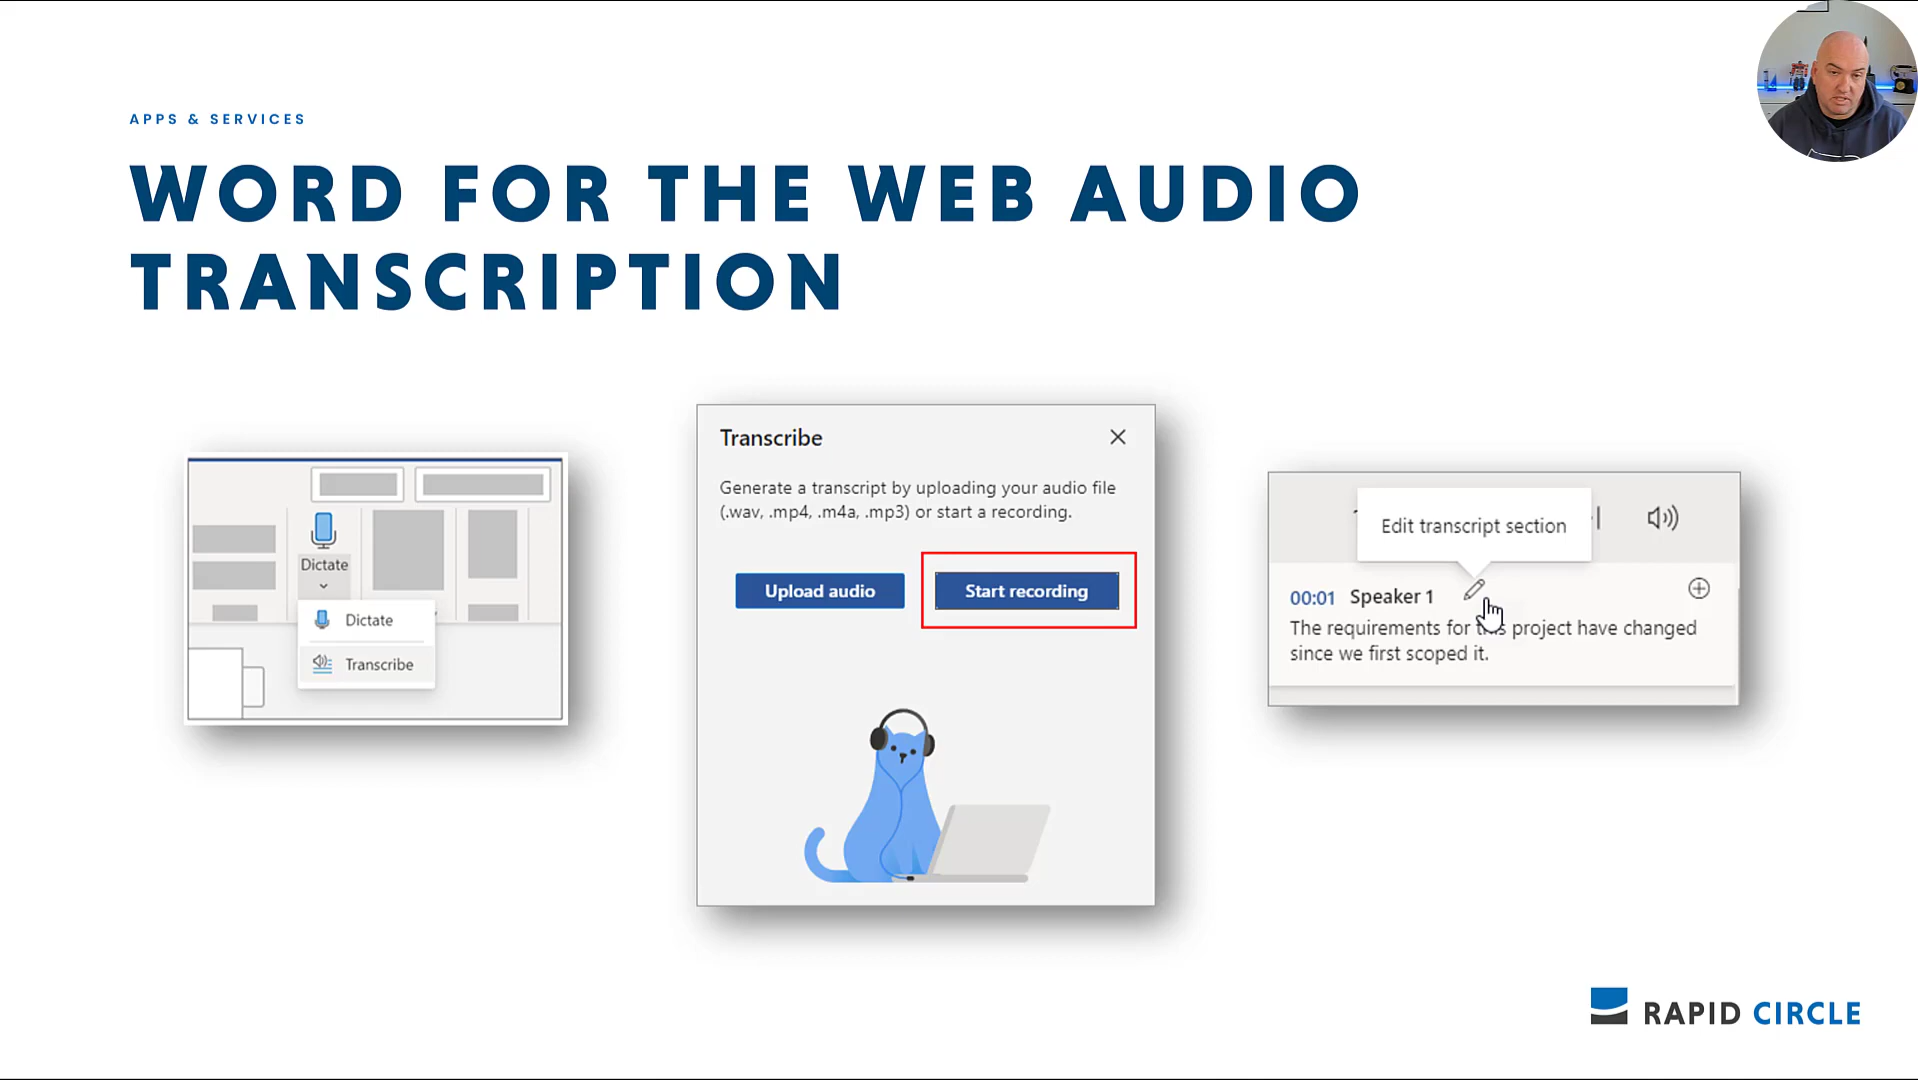 APPS & SERVICES
WORD FOR THE WEB AUDIO
TRANSCRIPTION
Dictate
Dictate
Transcribe
Transcribe
Generate a transcript by uploading your audio file
(.wav, .mp4, .m4a, .mp3) or start a recording.
Upload audio
Start recording
Edit transcript section
00:01 Speaker 1
The requirements for this project have changed
since we first scoped it.
RAPID CIRCLE